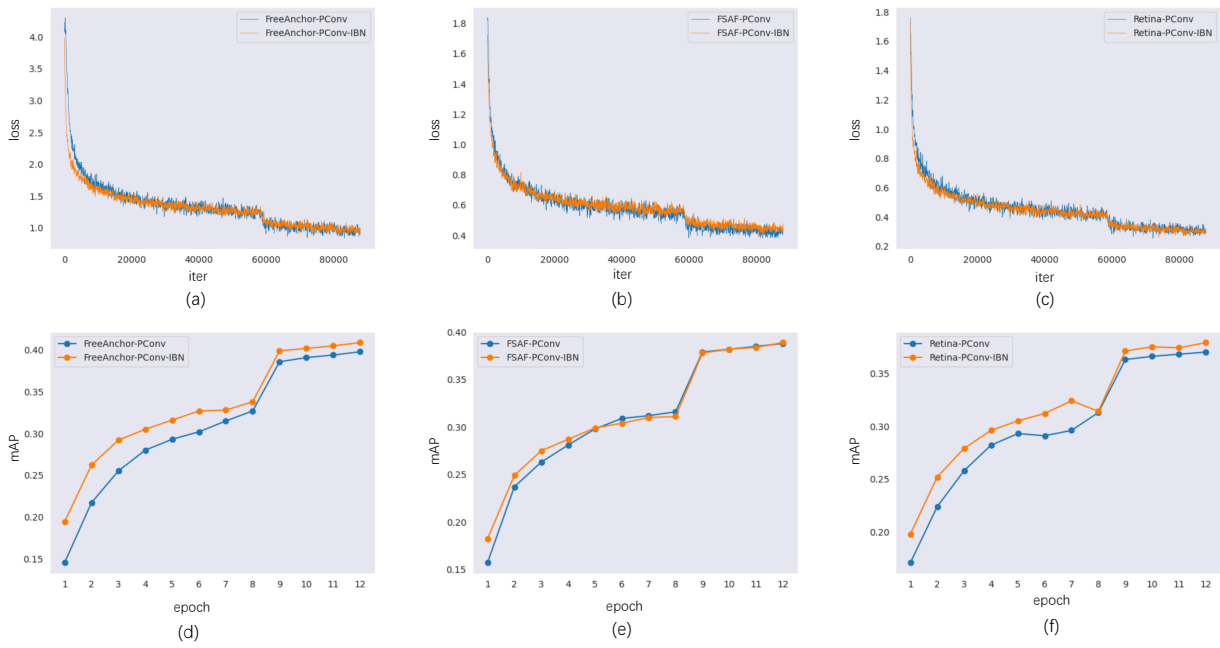 FreeAnchor-PConv
FreeAnchor-PConv-IBN
4.0
3.5
3.0
2.5
2.0
1.5
1.0
loss
0
20000
40000
60000
80000
iter
(a)
FSAF-PConv
FSAF-PConv-IBN
1.8
1.6
1.4
1.2
1.0
0.8
0.6
0.4
loss
0
20000
40000
60000
80000
iter
(b)
Retina-PConv
Retina-PConv-IBN
1.8
1.6
1.4
1.2
1.0
0.8
0.6
0.4
0.2
loss
0
20000
40000
60000
80000
iter
(c)
FreeAnchor-PConv
FreeAnchor-PConv-IBN
0.40
0.35
0.30
0.25
0.20
0.15
mAP
1 2 3 4 5 6 7 8 9 10 11 12
epoch
(d)
FSAF-PConv
FSAF-PConv-IBN
0.40
0.35
0.30
0.25
0.20
0.15
mAP
1 2 3 4 5 6 7 8 9 10 11 12
epoch
(e)
Retina-PConv
Retina-PConv-IBN
0.35
0.30
0.25
0.20
mAP
1 2 3 4 5 6 7 8 9 10 11 12
epoch
(f)